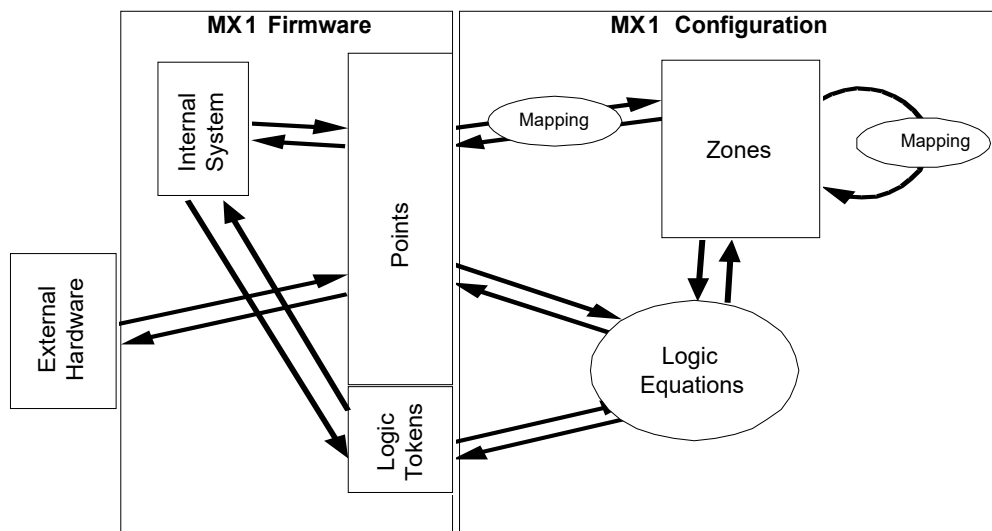 MX1 Firmware
MX1 Configuration
Internal
System
Mapping
Zones
Mapping
Points
External
Hardware
Logic
Equations
Logic
Tokens